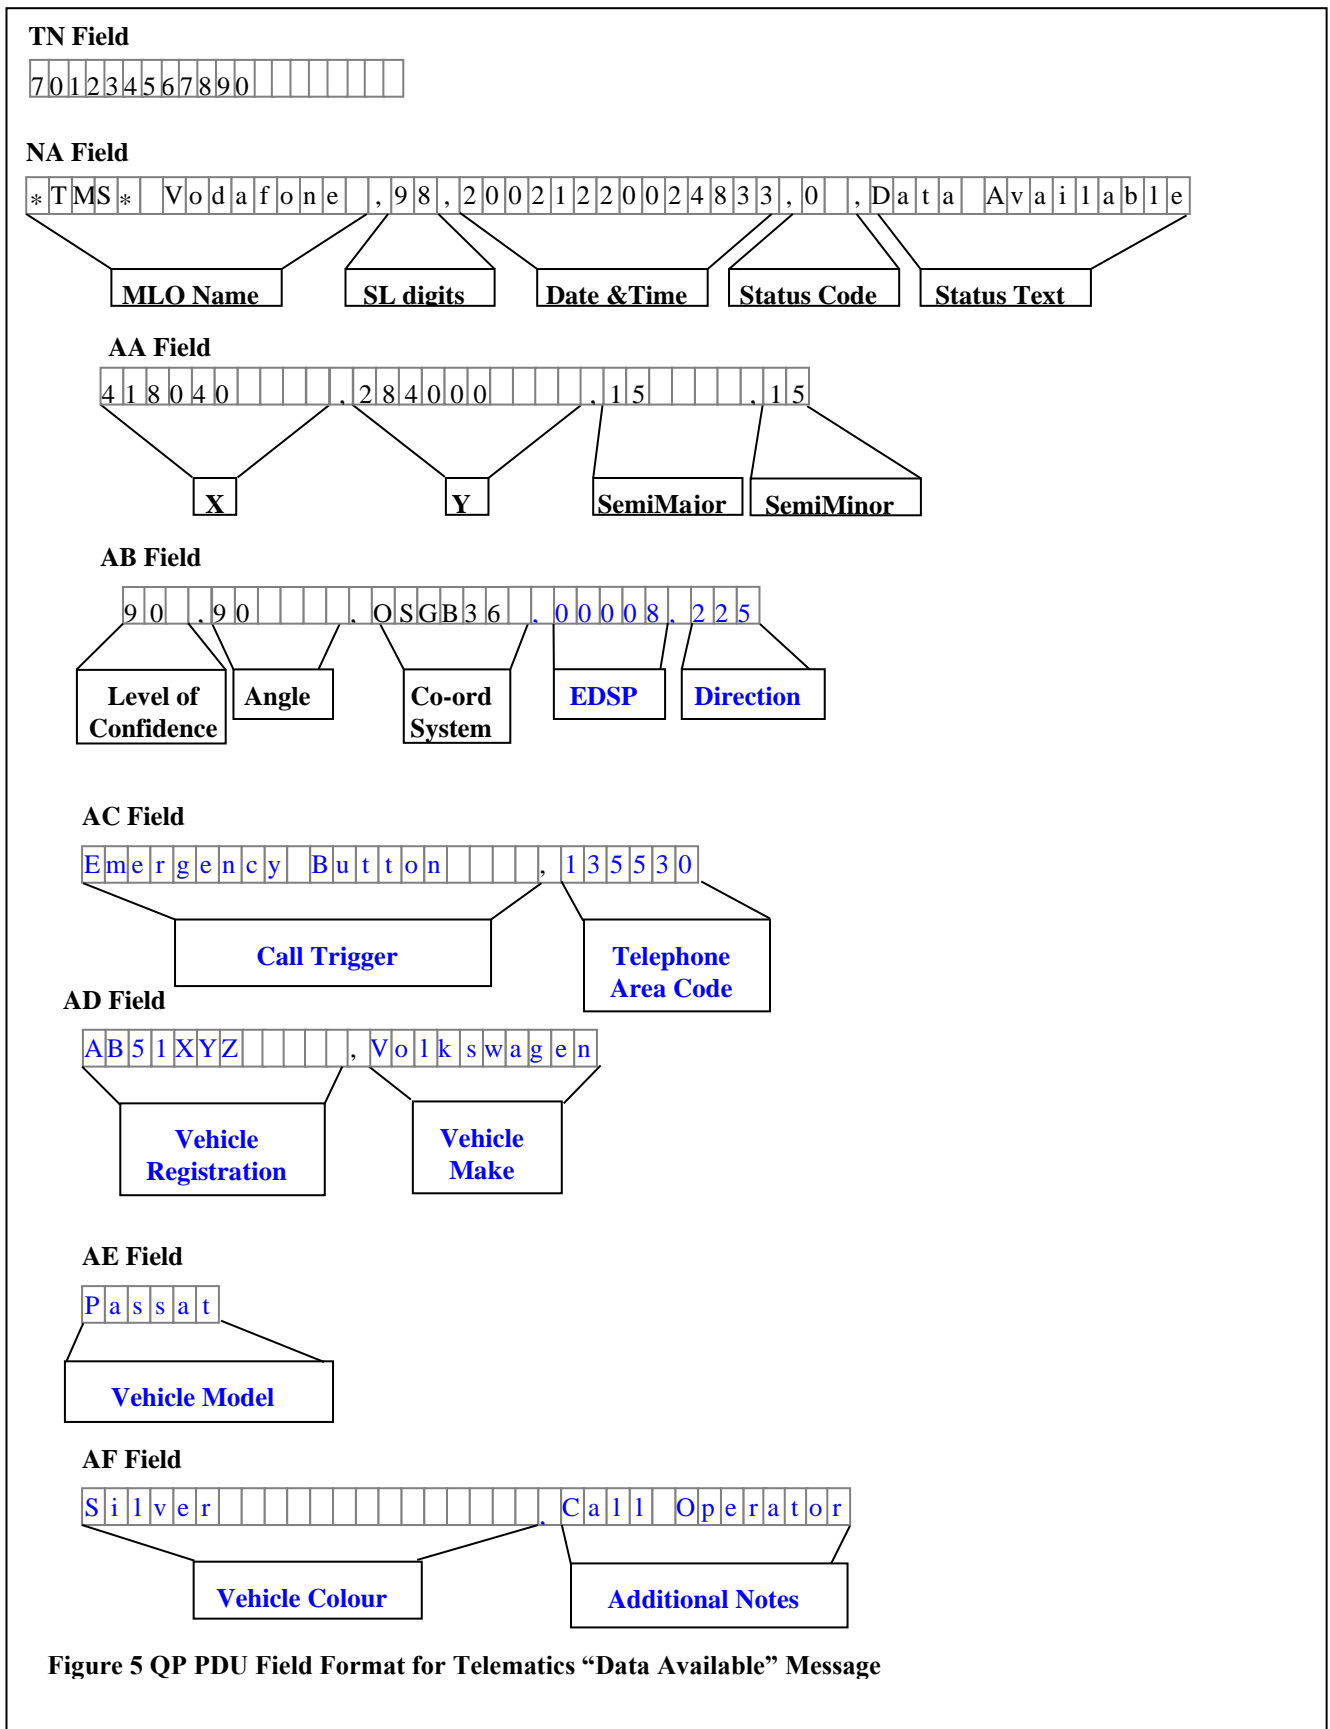 TN Field
701234567890
NA Field
*TMS* Vodafone ,98,20021220024833,0 ,Data Available
MLO Name SL digits Date &Time Status Code Status Text
AA Field
418040 ,284000 ,15 ,15
X Y SemiMajor SemiMinor
AB Field
90 ,90 ,OSGB36 ,00008,225
Level of Confidence Angle Co-ord System EDSP Direction
AC Field
Emergency Button ,135530
Call Trigger Telephone Area Code
AD Field
AB51XYZ ,Volkswagen
Vehicle Registration Vehicle Make
AE Field
Passat
Vehicle Model
AF Field
Silver ,Call Operator
Vehicle Colour Additional Notes
Figure 5 QP PDU Field Format for Telematics “Data Available” Message